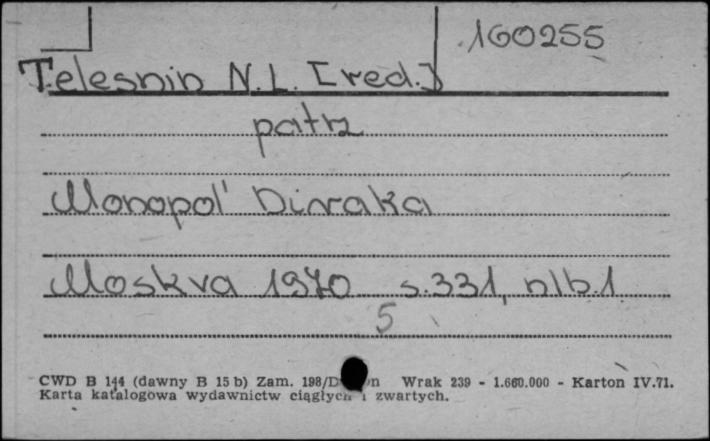 160255
Telesnin N.L. [red.]
patrz
Monopol' Diraka
Moskva 1970 s.331, nlb.1
5
CWD B 144 (dawny B 15 b) Zam. 198/D n Wrak 239 - 1.660.000 - Karton IV.71.
Karta katalogowa wydawnictw ciągłych i zwartych.